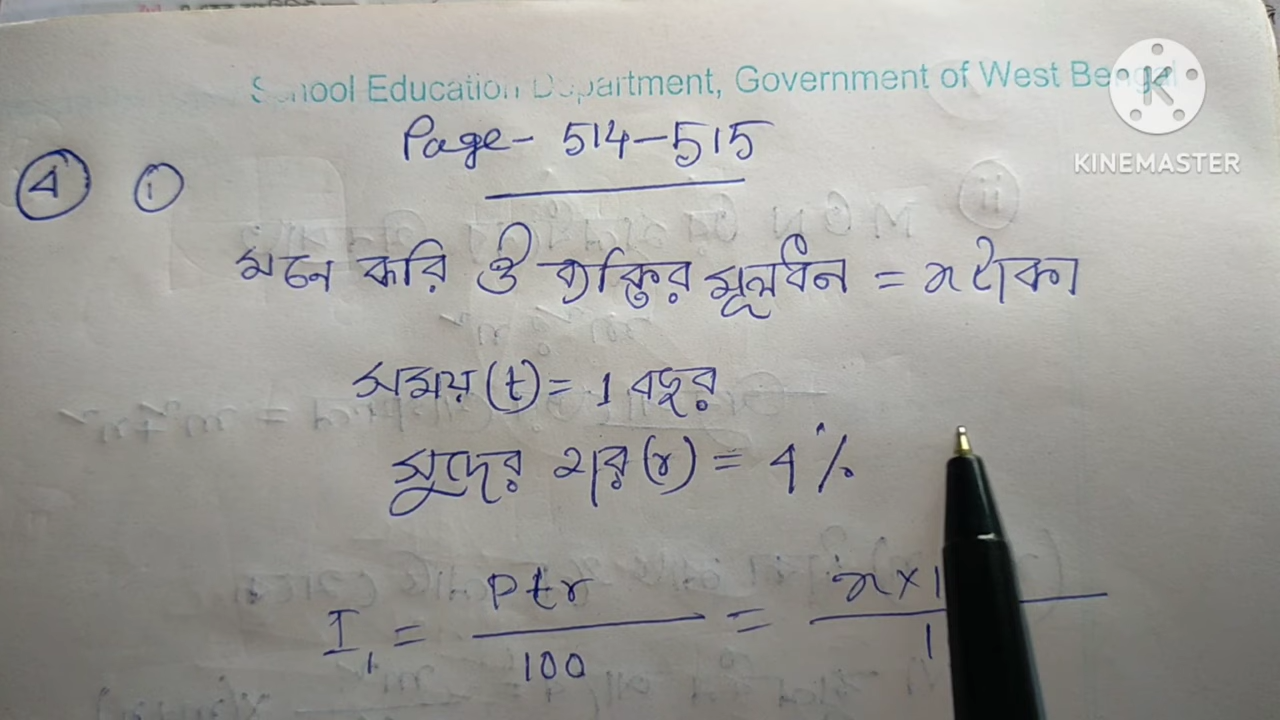 School Education Department, Government of West Bengal
KINEMASTER
Page - 514-515
4 i
মনে করি ঐ ব্যক্তির মূলধন = x টাকা
সময় (t) = 1 বছর
সুদের হার (r) = 4%
I₁ = Ptr/100 = x×1